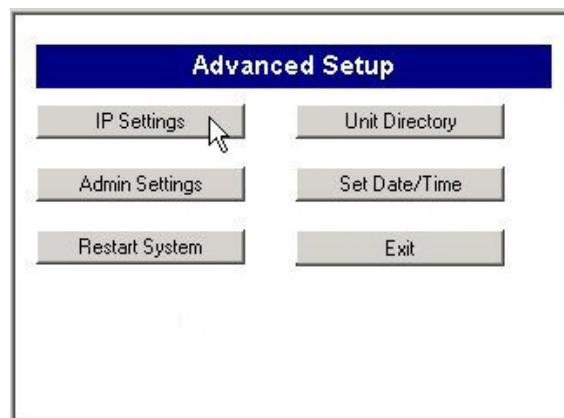 Advanced Setup
IP Settings
Unit Directory
Admin Settings
Set Date/Time
Restart System
Exit